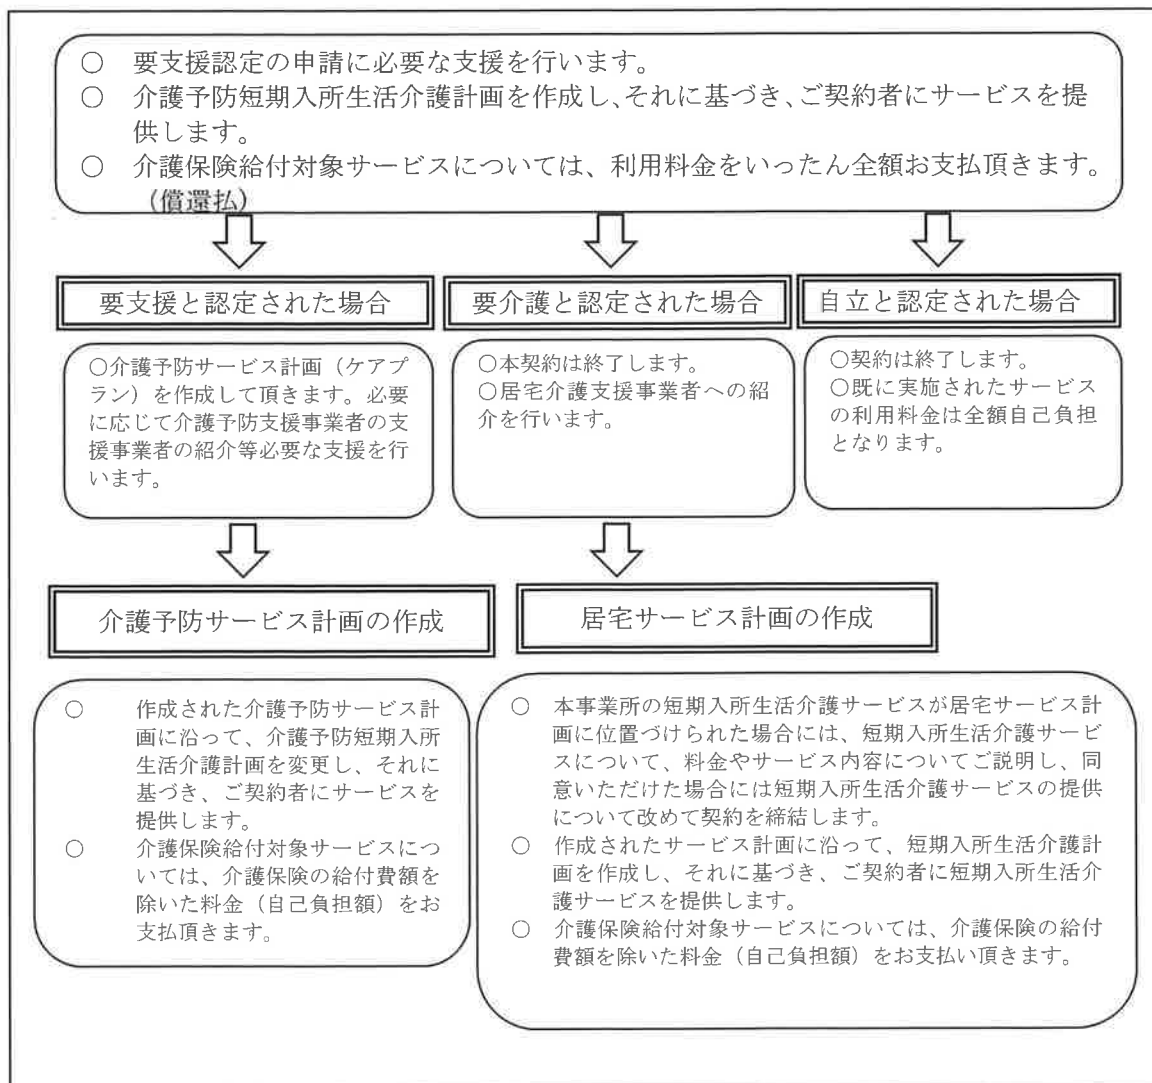 ○ 要支援認定の申請に必要な支援を行います。
○ 介護予防短期入所生活介護計画を作成し、それに基づき、ご契約者にサービスを提
供します。
○ 介護保険給付対象サービスについては、利用料金をいったん全額お支払頂きます。
（償還払）
要支援と認定された場合
要介護と認定された場合
自立と認定された場合
○介護予防サービス計画（ケアプ
ラン）を作成して頂きます。必要
に応じて介護予防支援事業者の支
援事業者の紹介等必要な支援を行
います。
○本契約は終了します。
○居宅介護支援事業者への紹
介を行います。
○契約は終了します。
○既に実施されたサービス
の利用料金は全額自己負担
となります。
介護予防サービス計画の作成
居宅サービス計画の作成
○ 作成された介護予防サービス計
画に沿って、介護予防短期入所
生活介護計画を変更し、それに
基づき、ご契約者にサービスを
提供します。
○ 介護保険給付対象サービスにつ
いては、介護保険の給付費額を
除いた料金（自己負担額）をお
支払頂きます。
○ 本事業所の短期入所生活介護サービスが居宅サービス計
画に位置づけられた場合には、短期入所生活介護サービ
スについて、料金やサービス内容についてご説明し、同
意いただけた場合には短期入所生活介護サービスの提供
について改めて契約を締結します。
○ 作成されたサービス計画に沿って、短期入所生活介護計
画を作成し、それに基づき、ご契約者に短期入所生活介
護サービスを提供します。
○ 介護保険給付対象サービスについては、介護保険の給付
費額を除いた料金（自己負担額）をお支払い頂きます。